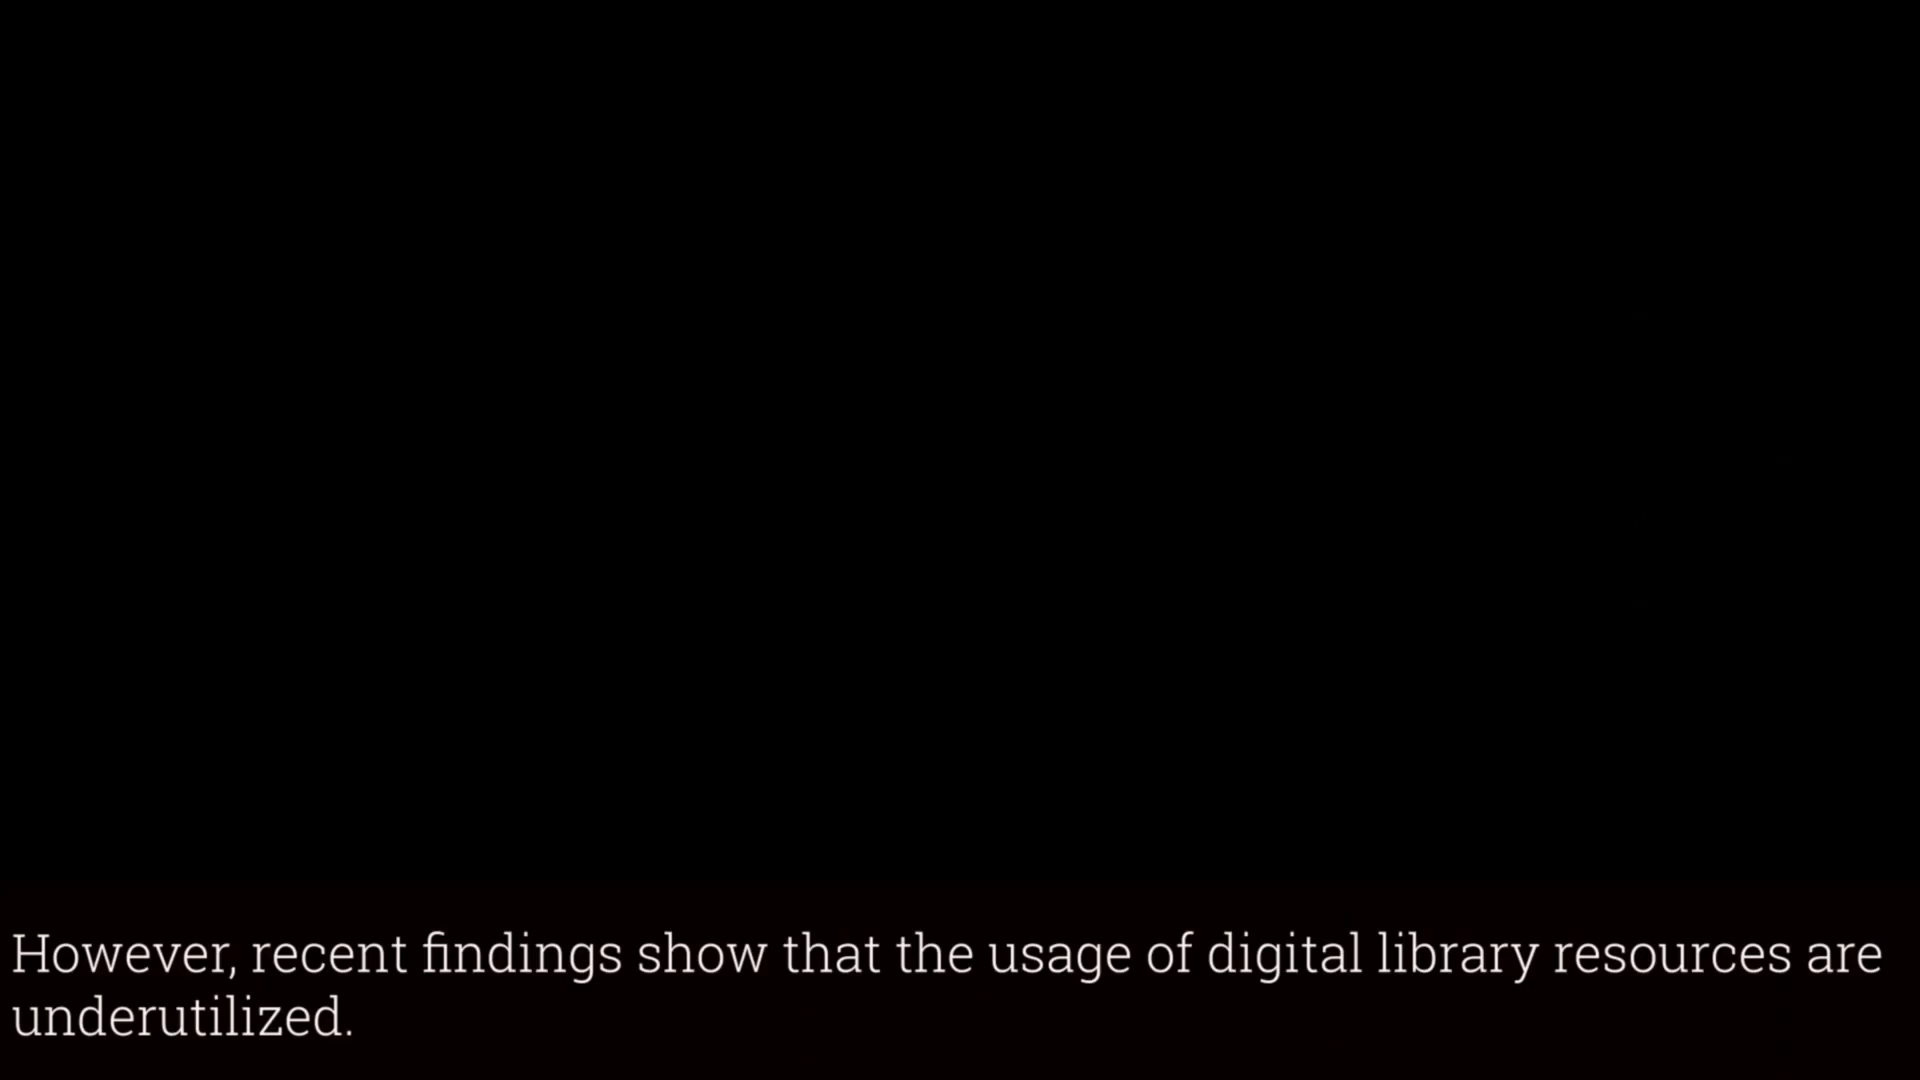 However, recent findings show that the usage of digital library resources are
underutilized.